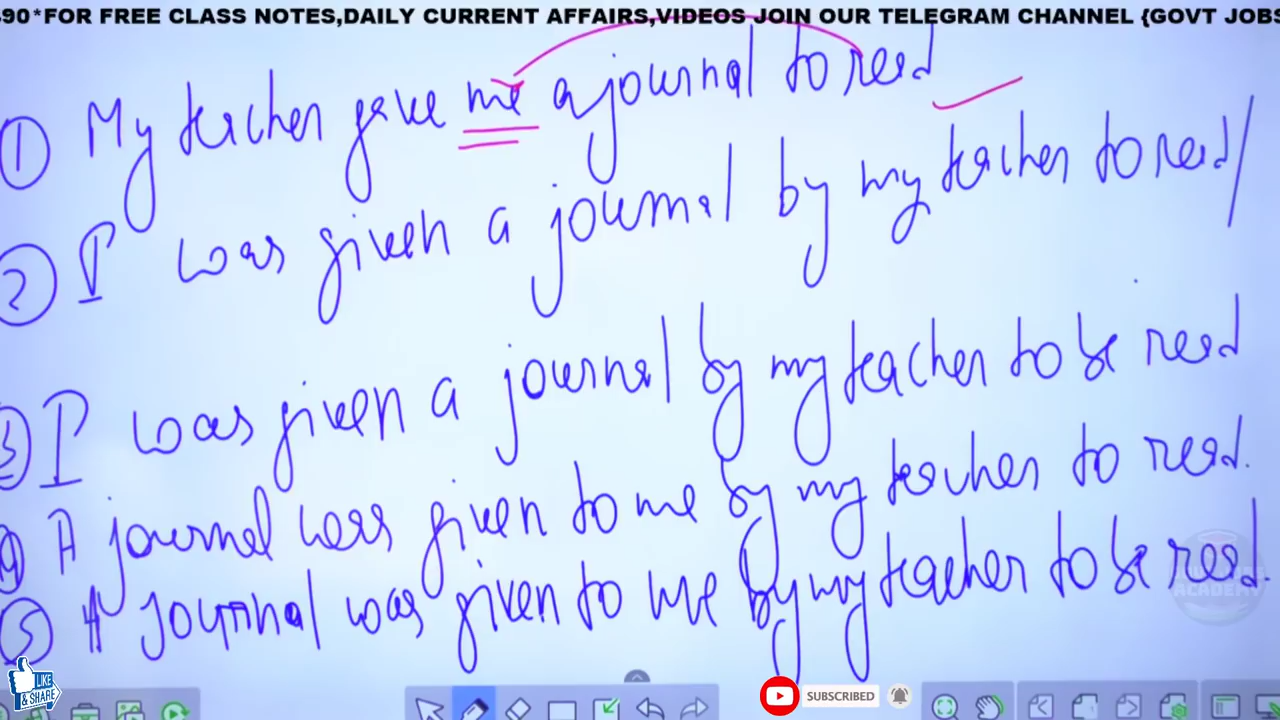 90*FOR FREE CLASS NOTES,DAILY CURRENT AFFAIRS,VIDEOS JOIN OUR TELEGRAM CHANNEL {GOVT JOBS
① My teacher gave me a journal to read
② I was given a journal by my teacher to read/
③ I was given a journal by my teacher to be read
④ A journal was given to me by my teacher to read.
⑤ A journal was given to me by my teacher to be read.
ACADEMY
LIKE
& SHARE
SUBSCRIBED